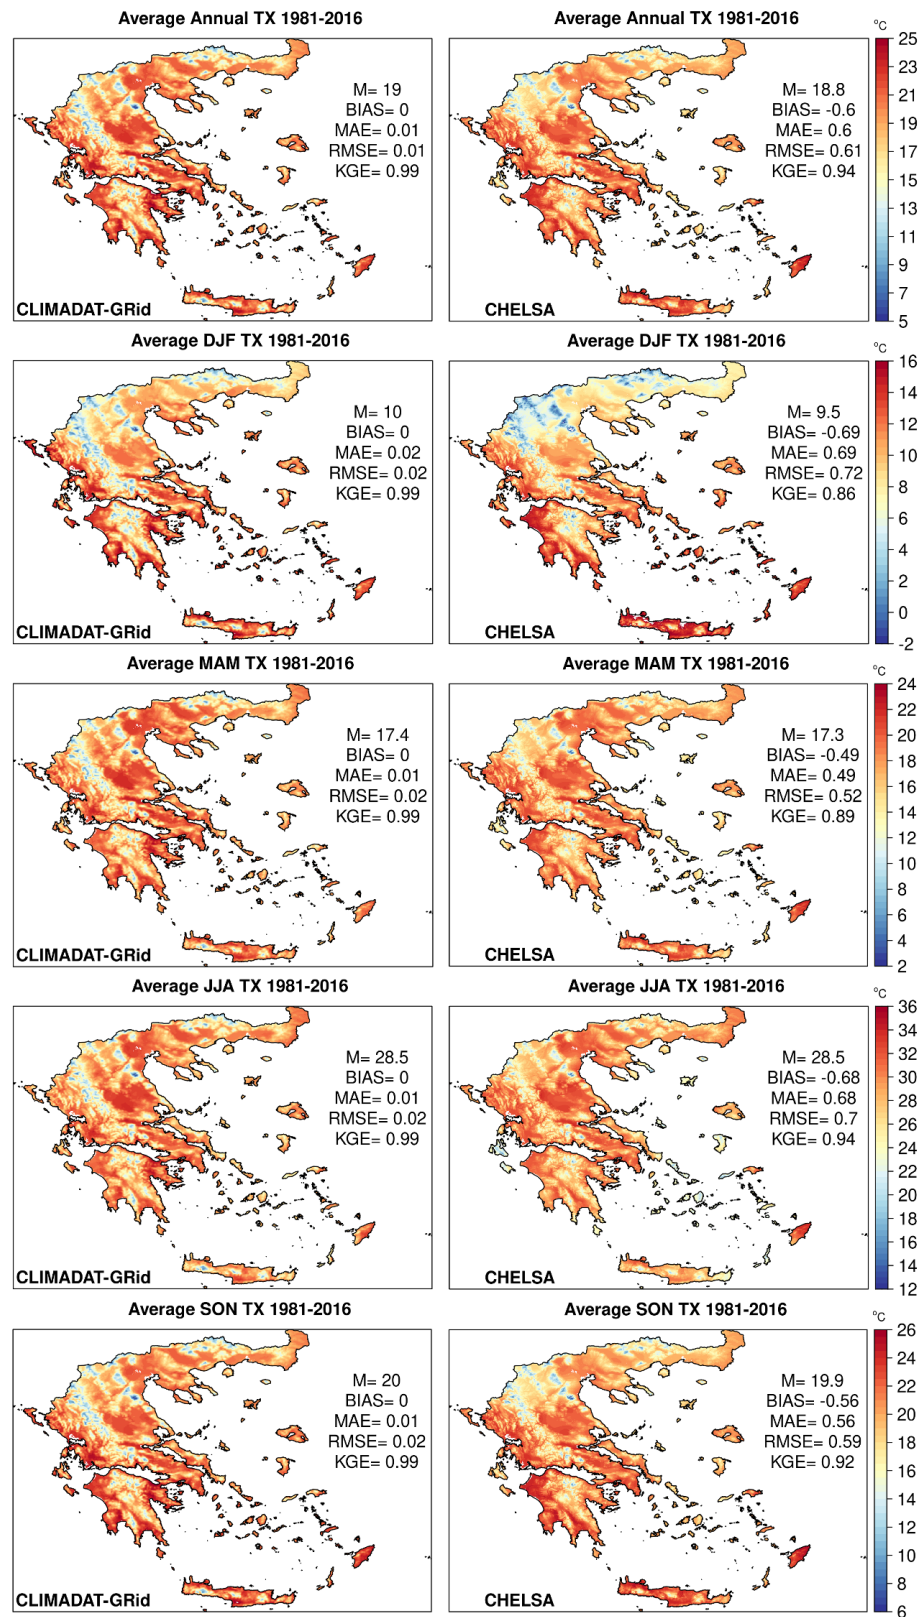 Average Annual TX 1981-2016
M= 19
BIAS= 0
MAE= 0.01
RMSE= 0.01
KGE= 0.99
CLIMADAT-GRid
Average Annual TX 1981-2016
M= 18.8
BIAS= -0.6
MAE= 0.6
RMSE= 0.61
KGE= 0.94
CHELSA
°C
25
23
21
19
17
15
13
11
9
7
5
Average DJF TX 1981-2016
M= 10
BIAS= 0
MAE= 0.02
RMSE= 0.02
KGE= 0.99
CLIMADAT-GRid
Average DJF TX 1981-2016
M= 9.5
BIAS= -0.69
MAE= 0.69
RMSE= 0.72
KGE= 0.86
CHELSA
°C
16
14
12
10
8
6
4
2
0
-2
Average MAM TX 1981-2016
M= 17.4
BIAS= 0
MAE= 0.01
RMSE= 0.02
KGE= 0.99
CLIMADAT-GRid
Average MAM TX 1981-2016
M= 17.3
BIAS= -0.49
MAE= 0.49
RMSE= 0.52
KGE= 0.89
CHELSA
°C
24
22
20
18
16
14
12
10
8
6
4
2
Average JJA TX 1981-2016
M= 28.5
BIAS= 0
MAE= 0.01
RMSE= 0.02
KGE= 0.99
CLIMADAT-GRid
Average JJA TX 1981-2016
M= 28.5
BIAS= -0.68
MAE= 0.68
RMSE= 0.7
KGE= 0.94
CHELSA
°C
36
34
32
30
28
26
24
22
20
18
16
14
12
Average SON TX 1981-2016
M= 20
BIAS= 0
MAE= 0.01
RMSE= 0.02
KGE= 0.99
CLIMADAT-GRid
Average SON TX 1981-2016
M= 19.9
BIAS= -0.56
MAE= 0.56
RMSE= 0.59
KGE= 0.92
CHELSA
°C
26
24
22
20
18
16
14
12
10
8
6